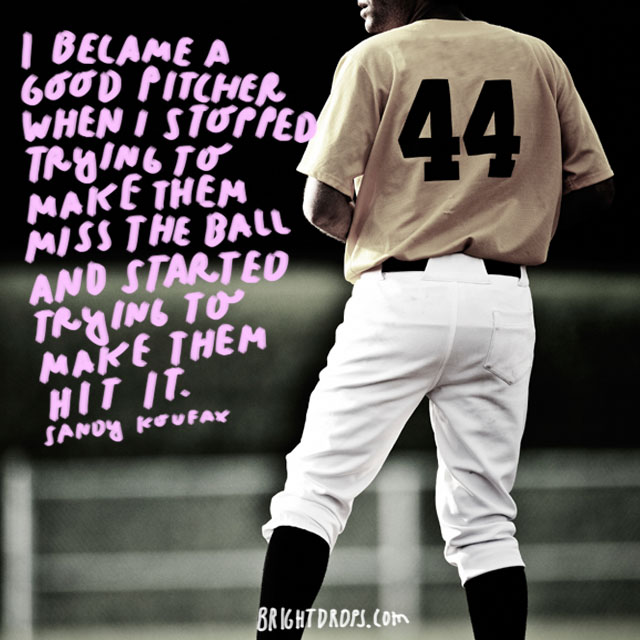 I BECAME A
GOOD PITCHER
WHEN I STOPPED
TRYING TO
MAKE THEM
MISS THE BALL
AND STARTED
TRYING TO
MAKE THEM
HIT IT.
SANDY KOUFAX
44
BRIGHTDROPS.COM